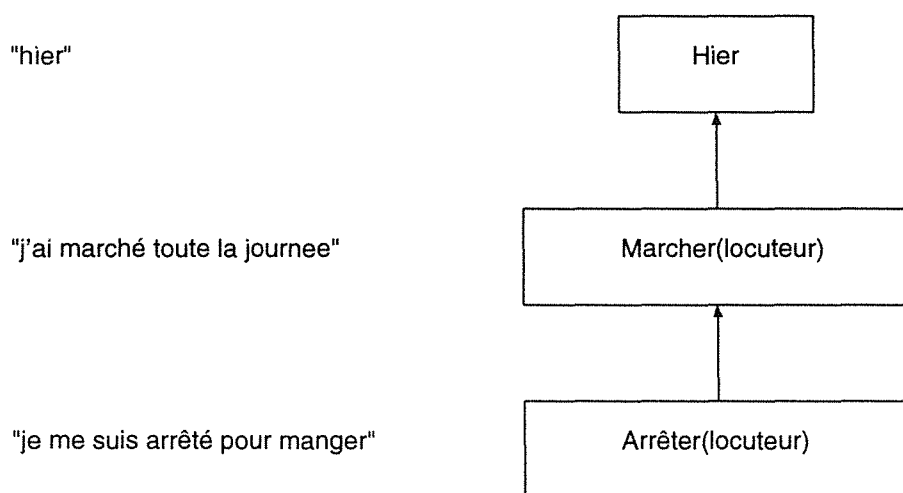 "hier"
Hier
"j'ai marché toute la journee"
Marcher(locuteur)
"je me suis arrêté pour manger"
Arrêter(locuteur)